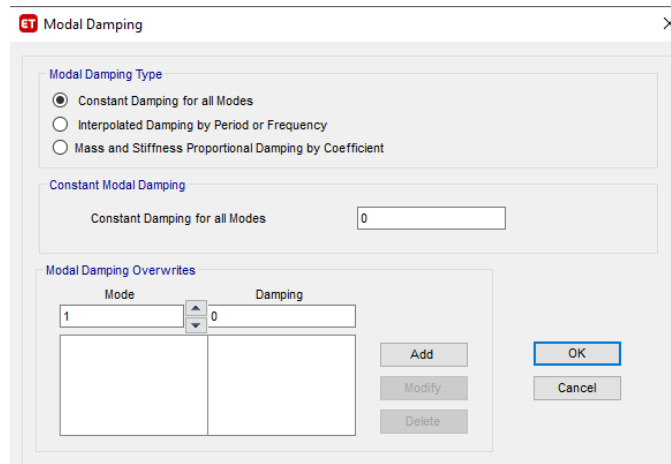 ET Modal Damping
Modal Damping Type
Constant Damping for all Modes
Interpolated Damping by Period or Frequency
Mass and Stiffness Proportional Damping by Coefficient
Constant Modal Damping
Constant Damping for all Modes 0
Modal Damping Overwrites
Mode Damping
1 0
Add OK
Modify Cancel
Delete